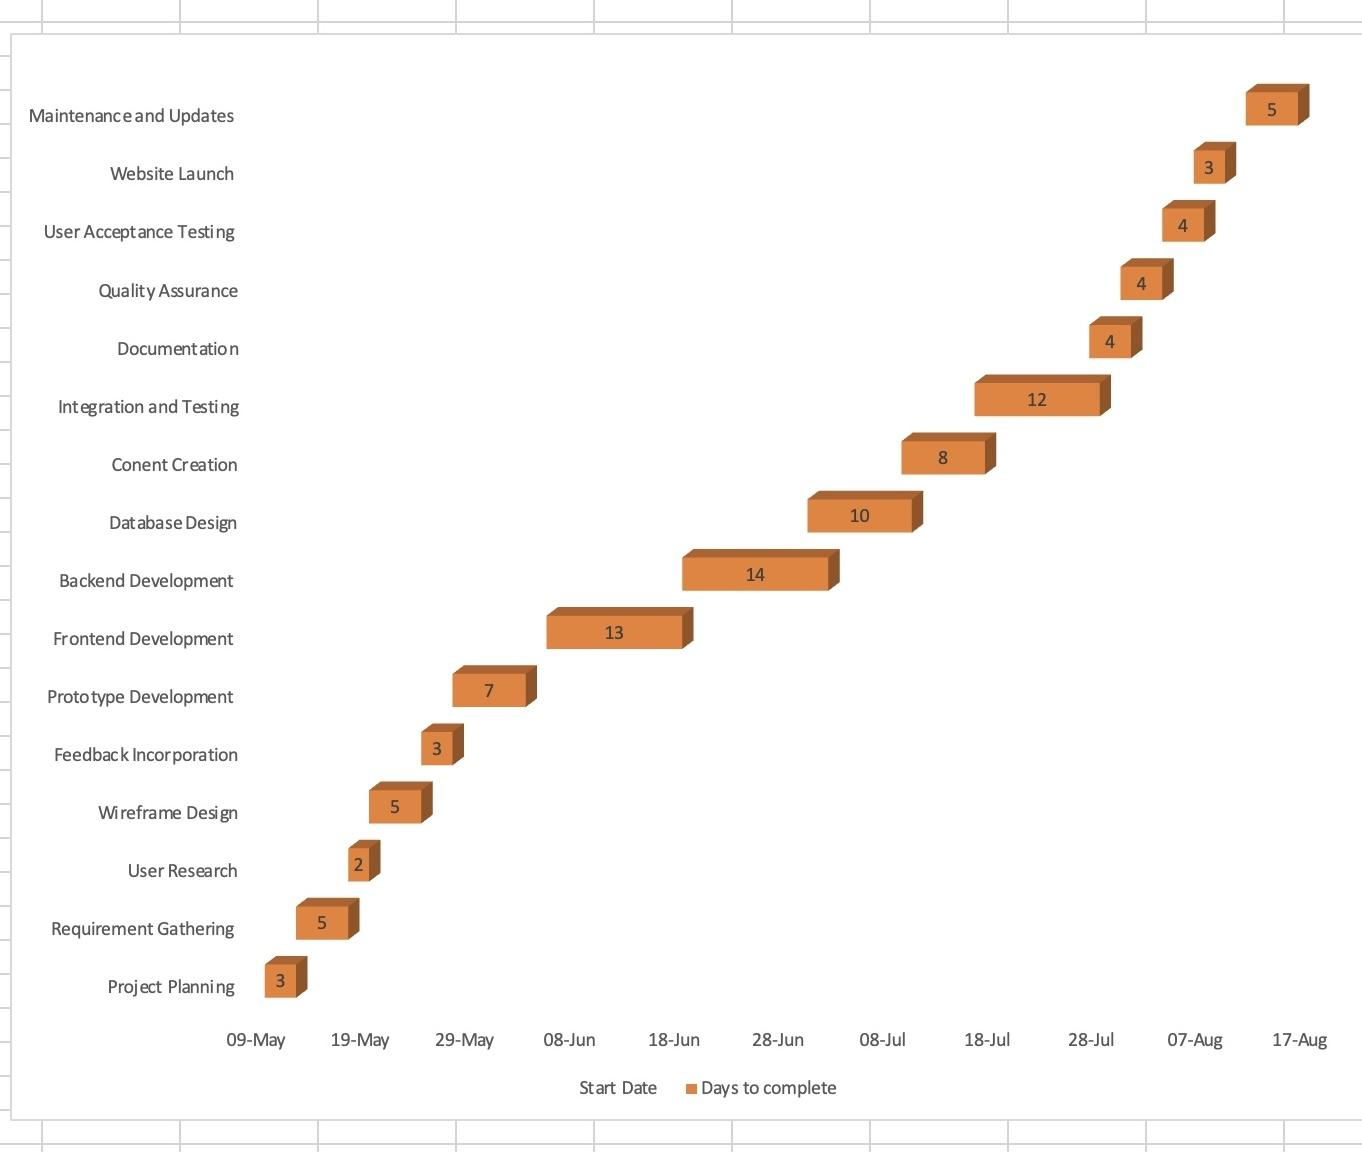 Maintenance and Updates 5
Website Launch 3
User Acceptance Testing 4
Quality Assurance 4
Documentation 4
Integration and Testing 12
Conent Creation 8
Database Design 10
Backend Development 14
Frontend Development 13
Prototype Development 7
Feedback Incorporation 3
Wireframe Design 5
User Research 2
Requirement Gathering 5
Project Planning 3
09-May 19-May 29-May 08-Jun 18-Jun 28-Jun 08-Jul 18-Jul 28-Jul 07-Aug 17-Aug
Start Date Days to complete